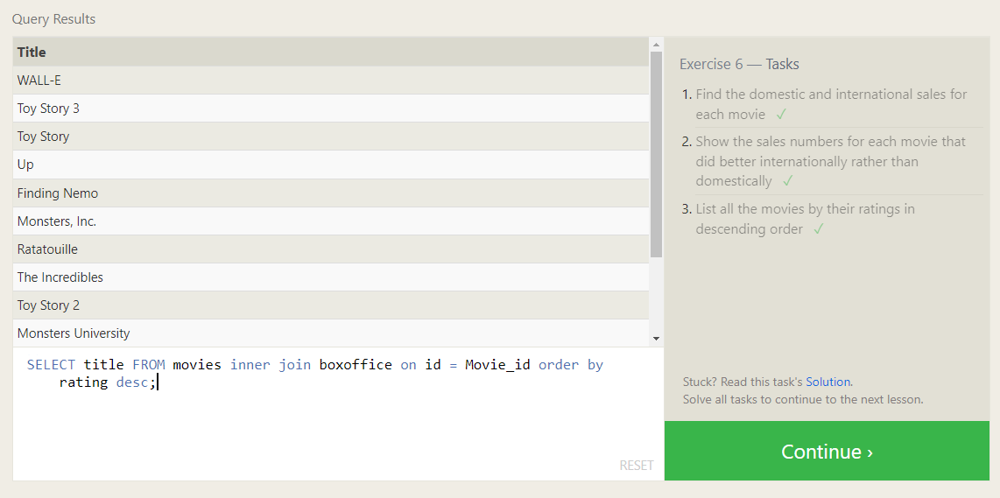 Query Results
Title
WALL-E
Toy Story 3
Toy Story
Up
Finding Nemo
Monsters, Inc.
Ratatouille
The Incredibles
Toy Story 2
Monsters University
SELECT title FROM movies inner join boxoffice on id = Movie_id order by
rating desc;
RESET
Exercise 6 — Tasks
1. Find the domestic and international sales for
each movie ✓
2. Show the sales numbers for each movie that
did better internationally rather than
domestically ✓
3. List all the movies by their ratings in
descending order ✓
Stuck? Read this task's Solution.
Solve all tasks to continue to the next lesson.
Continue ›